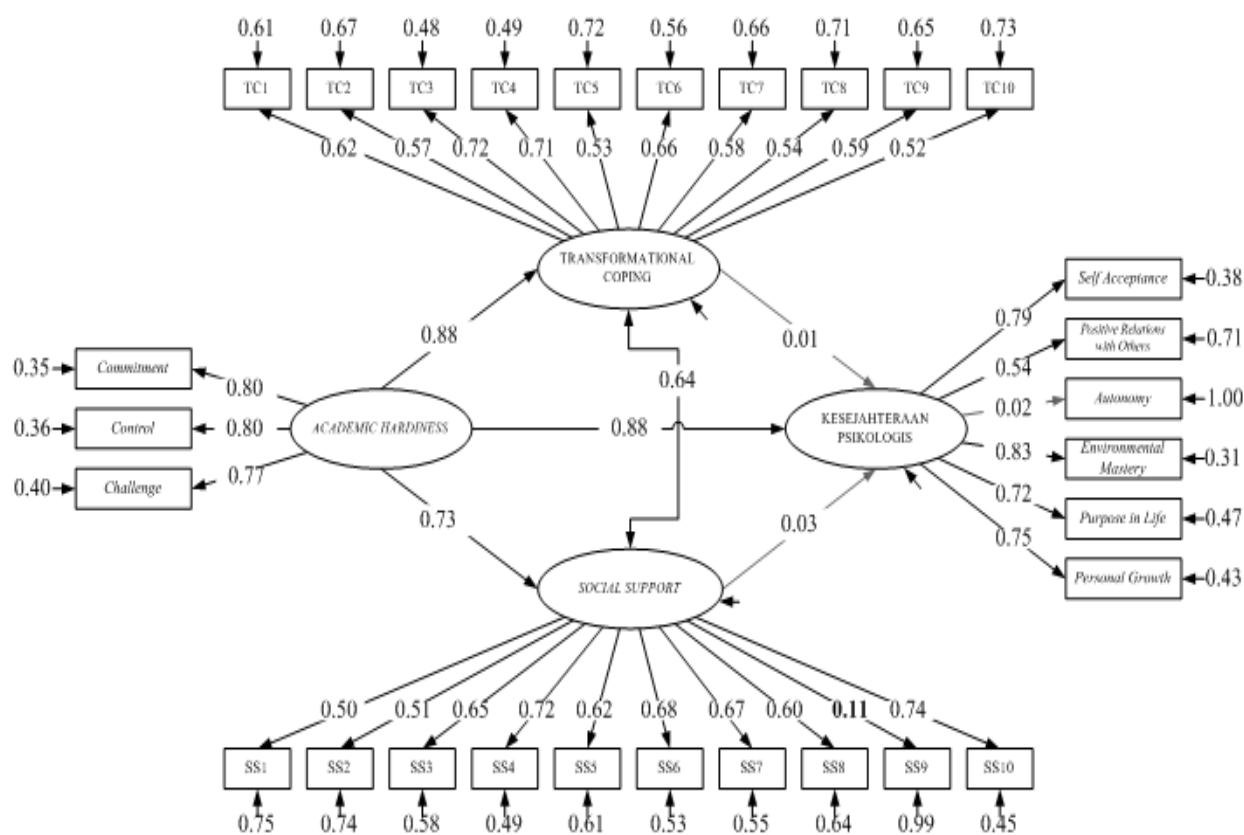 0.61 0.67 0.48 0.49 0.72 0.56 0.66 0.71 0.65 0.73
TC1 TC2 TC3 TC4 TC5 TC6 TC7 TC8 TC9 TC10
0.62 0.57 0.72 0.71 0.53 0.66 0.58 0.54 0.59 0.52
TRANSFORMATIONAL
COPING
0.88
0.01
0.64
0.35 Commitment 0.80
0.36 Control 0.80
0.40 Challenge 0.77
ACADEMIC HARDINESS
0.88
KESEJAHTERAAN
PSIKOLOGIS
0.79 Self Acceptance 0.38
0.54 Positive Relations
with Others 0.71
0.02 Autonomy 1.00
0.83 Environmental
Mastery 0.31
0.72 Purpose in Life 0.47
0.75 Personal Growth 0.43
0.73
0.03
SOCIAL SUPPORT
0.50 0.51 0.65 0.72 0.62 0.68 0.67 0.60 0.11 0.74
SS1 SS2 SS3 SS4 SS5 SS6 SS7 SS8 SS9 SS10
0.75 0.74 0.58 0.49 0.61 0.53 0.55 0.64 0.99 0.45